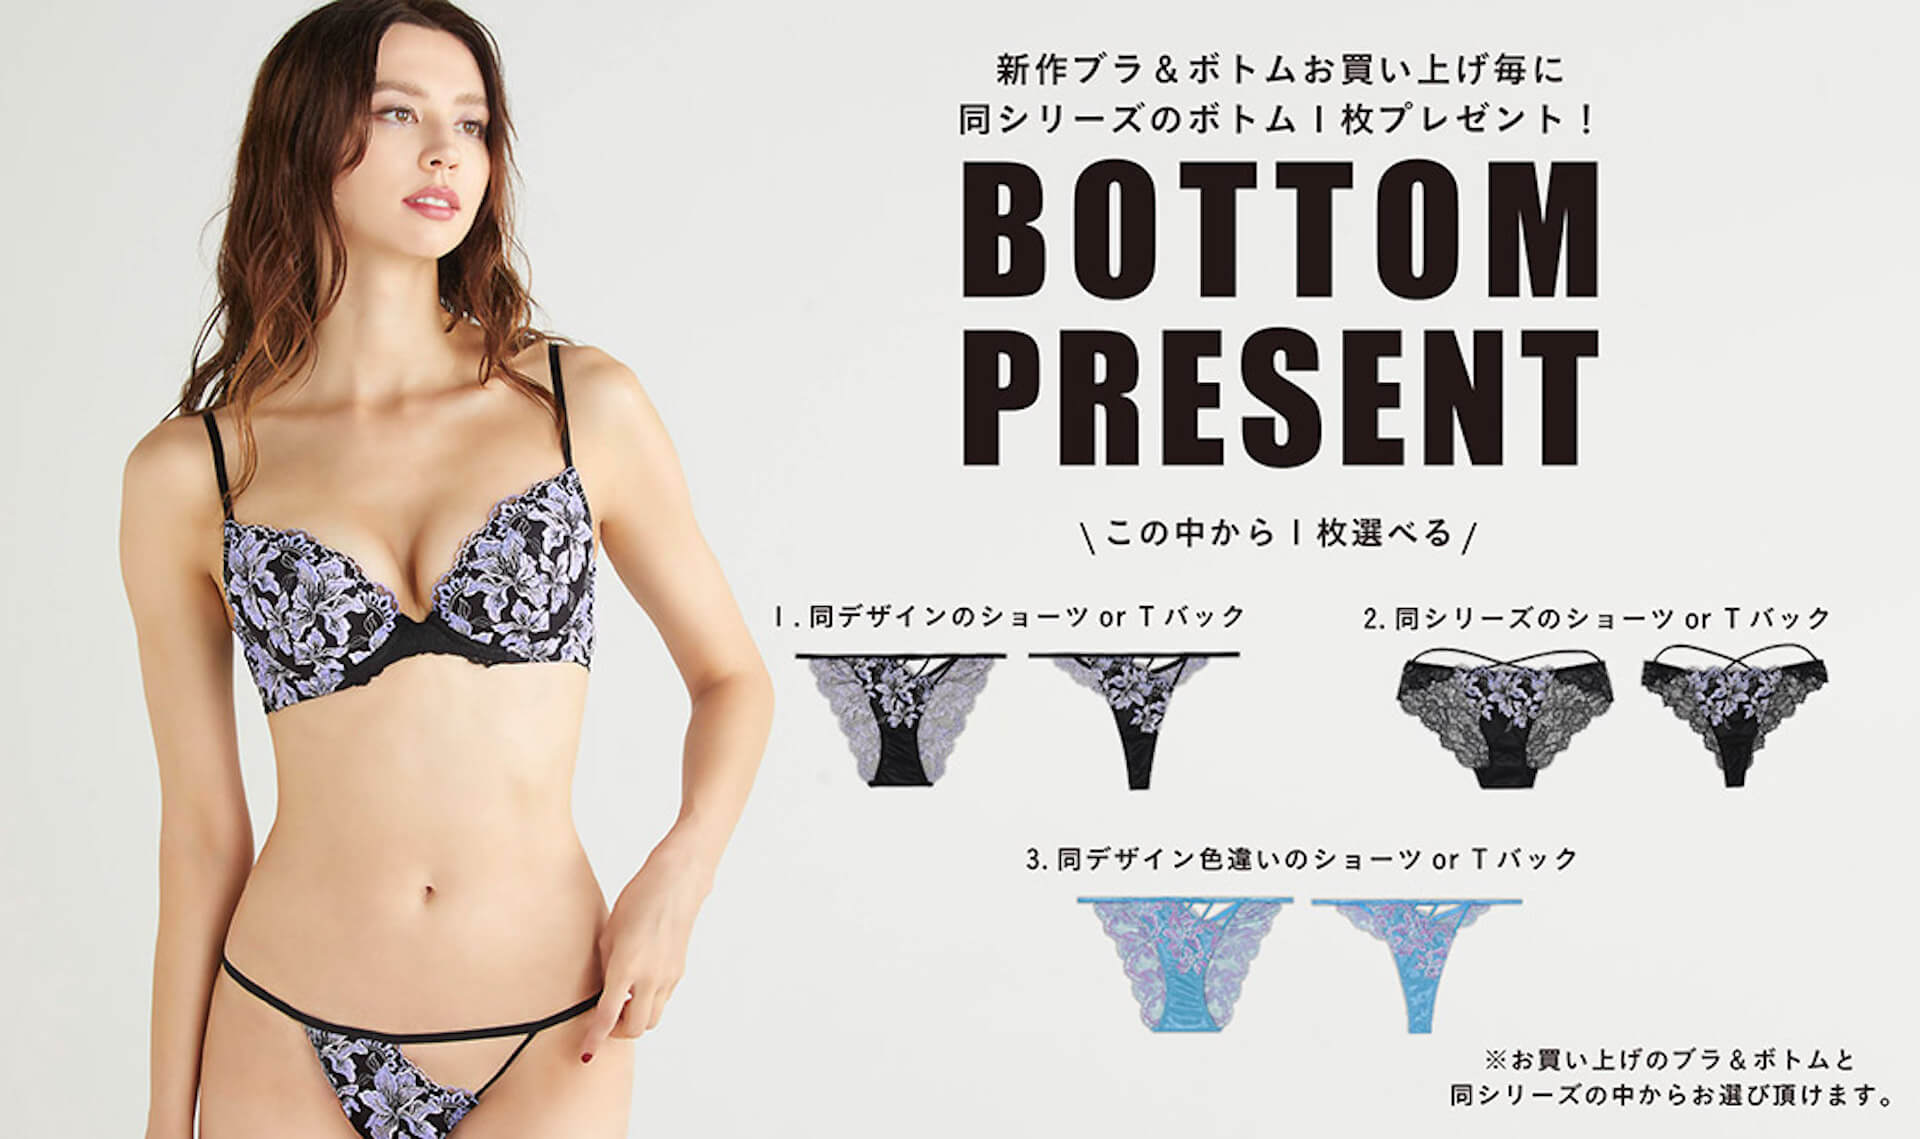 新作ブラ＆ボトムお買い上げ毎に
同シリーズのボトム1枚プレゼント！
BOTTOM
PRESENT
\ この中から1枚選べる /
1. 同デザインのショーツ or Tバック
2. 同シリーズのショーツ or Tバック
3. 同デザイン色違いのショーツ or Tバック
※お買い上げのブラ＆ボトムと
同シリーズの中からお選び頂けます。